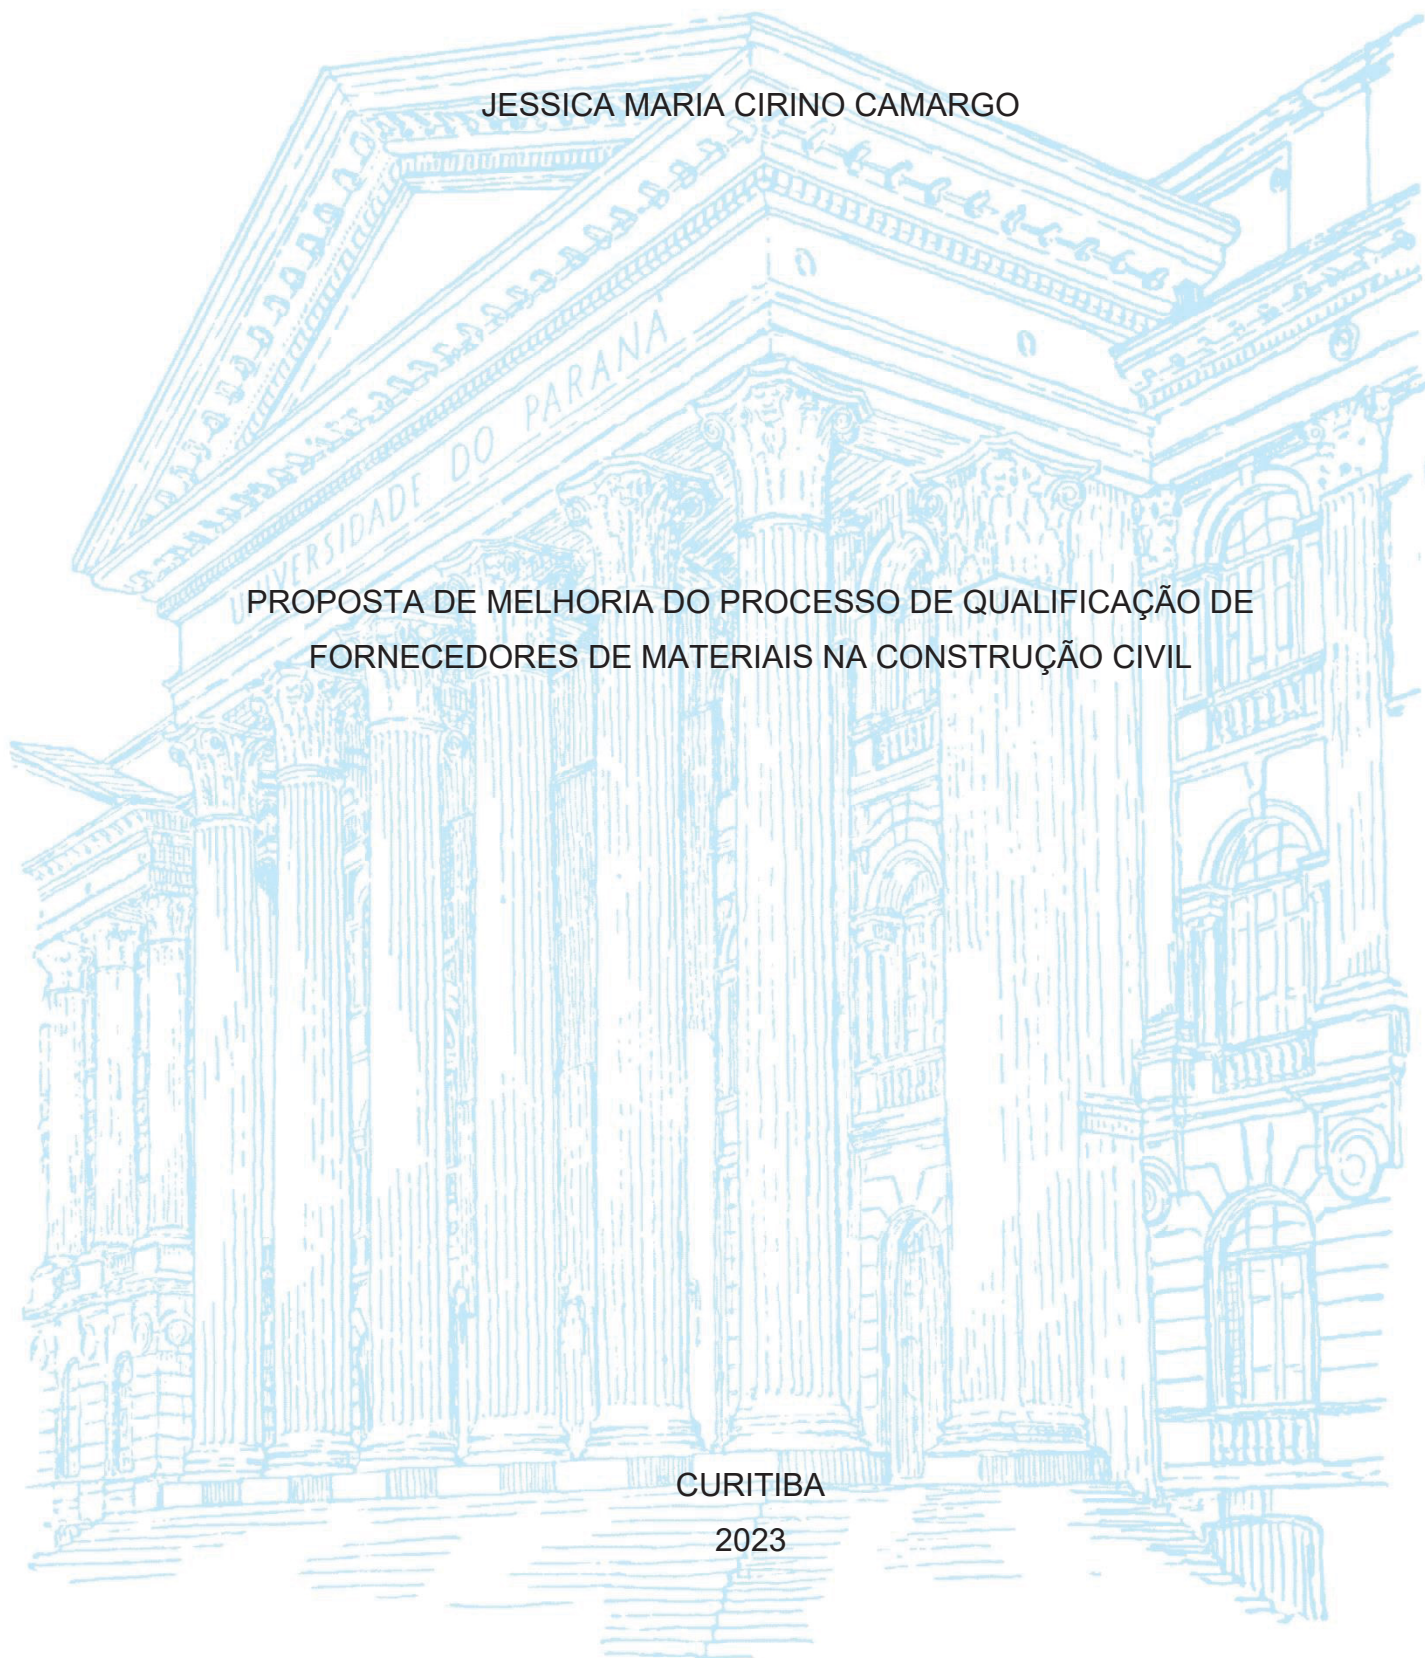 JESSICA MARIA CIRINO CAMARGO
UNIVERSIDADE DO PARANÁ
PROPOSTA DE MELHORIA DO PROCESSO DE QUALIFICAÇÃO DE
FORNECEDORES DE MATERIAIS NA CONSTRUÇÃO CIVIL
CURITIBA
2023